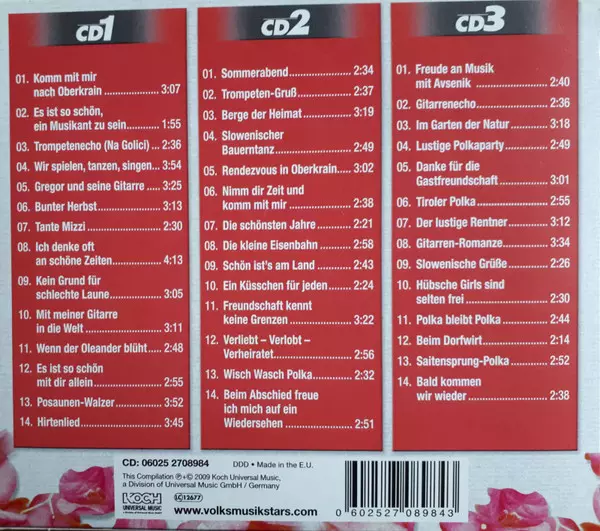 CD1
01. Komm mit mir
nach Oberkrain 3:07
02. Es ist so schön,
ein Musikant zu sein 1:55
03. Trompetenecho (Na Golici) 2:36
04. Wir spielen, tanzen, singen... 3:54
05. Gregor und seine Gitarre 3:25
06. Bunter Herbst 3:13
07. Tante Mizzi 2:30
08. Ich denke oft
an schöne Zeiten 4:13
09. Kein Grund für
schlechte Laune 3:05
10. Mit meiner Gitarre
in die Welt 3:11
11. Wenn der Oleander blüht 2:48
12. Es ist so schön
mit dir allein 2:55
13. Posaunen-Walzer 3:52
14. Hirtenlied 3:45
CD2
01. Sommerabend 2:34
02. Trompeten-Gruß 2:37
03. Berge der Heimat 3:19
04. Slowenischer
Bauerntanz 2:49
05. Rendezvous in Oberkrain 3:02
06. Nimm dir Zeit und
komm mit mir 2:38
07. Die schönsten Jahre 2:21
08. Die kleine Eisenbahn 2:58
09. Schön ist's am Land 2:43
10. Ein Küsschen für jeden 2:24
11. Freundschaft kennt
keine Grenzen 3:22
12. Verliebt – Verlobt –
Verheiratet 2:56
13. Wisch Wasch Polka 2:32
14. Beim Abschied freue
ich mich auf ein
Wiedersehen 2:51
CD3
01. Freude an Musik
mit Avsenik 2:40
02. Gitarrenecho 2:36
03. Im Garten der Natur 3:18
04. Lustige Polkaparty 2:49
05. Danke für die
Gastfreundschaft 3:01
06. Tiroler Polka 2:55
07. Der lustige Rentner 3:12
08. Gitarren-Romanze 3:34
09. Slowenische Grüße 2:26
10. Hübsche Girls sind
selten frei 2:30
11. Polka bleibt Polka 2:44
12. Beim Dorfwirt 2:14
13. Saitensprung-Polka 2:52
14. Bald kommen
wir wieder 2:38
CD: 06025 2708984 DDD • Made in the E.U.
This Compilation ℗+© 2009 Koch Universal Music,
a Division of Universal Music GmbH / Germany
KOCH
UNIVERSAL MUSIC
LC12677
www.volksmusikstars.com
0 602527 089843